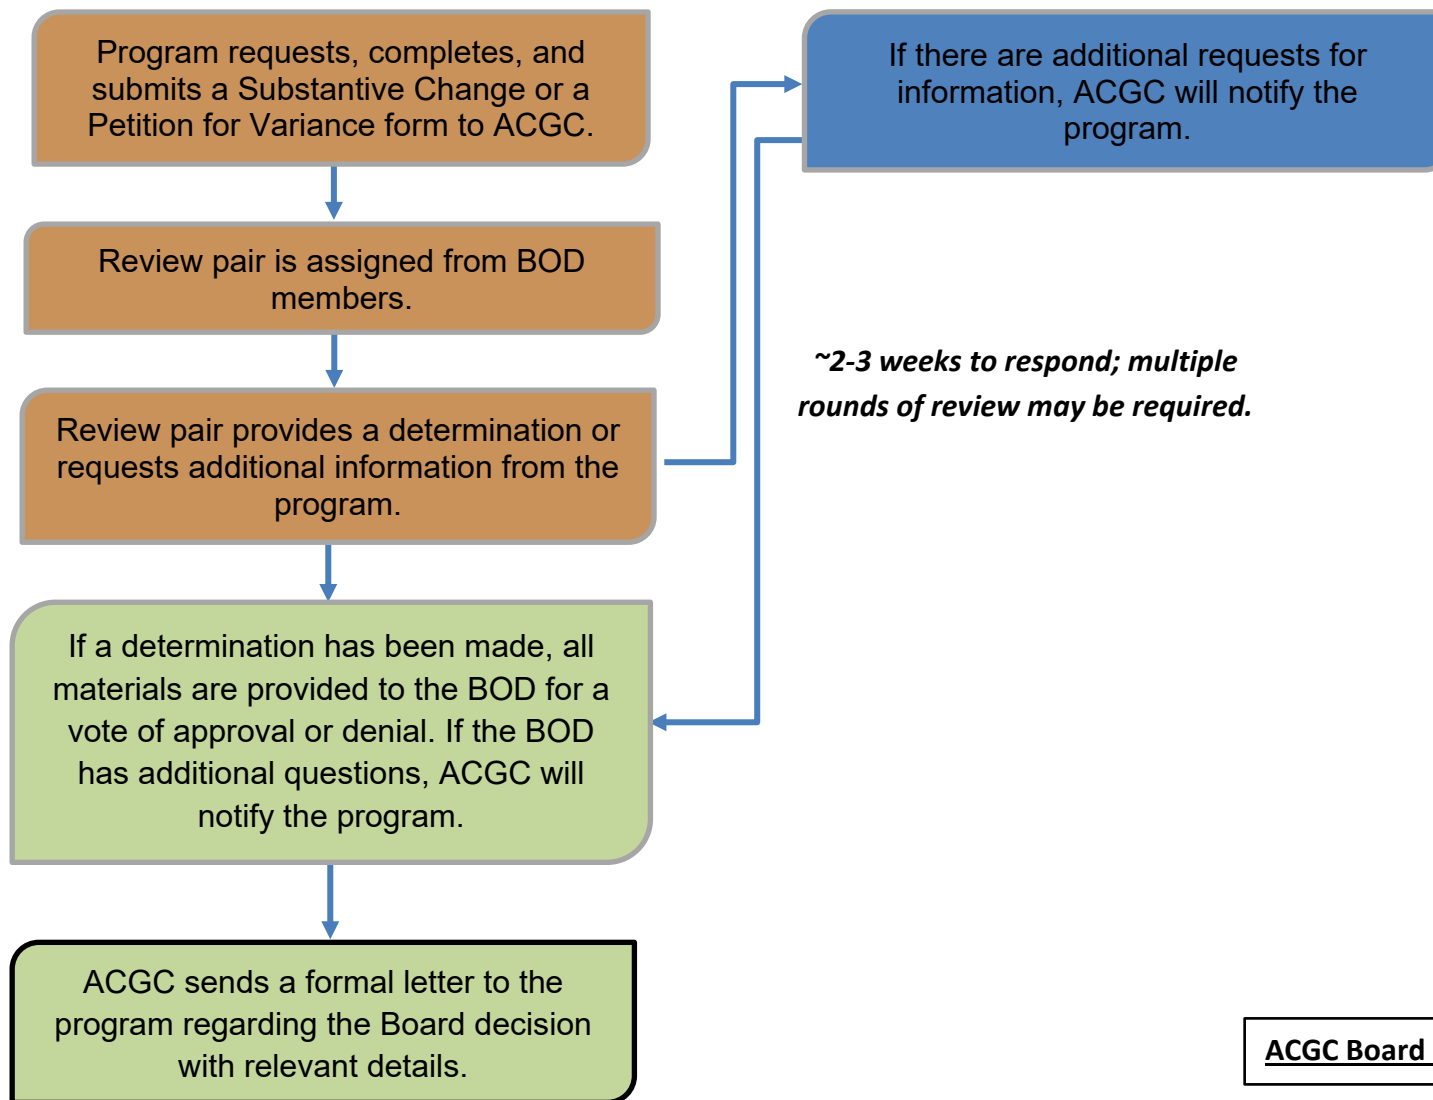 Program requests, completes, and
submits a Substantive Change or a
Petition for Variance form to ACGC.
If there are additional requests for
information, ACGC will notify the
program.
Review pair is assigned from BOD
members.
~2-3 weeks to respond; multiple
rounds of review may be required.
Review pair provides a determination or
requests additional information from the
program.
If a determination has been made, all
materials are provided to the BOD for a
vote of approval or denial. If the BOD
has additional questions, ACGC will
notify the program.
ACGC sends a formal letter to the
program regarding the Board decision
with relevant details.
ACGC Board